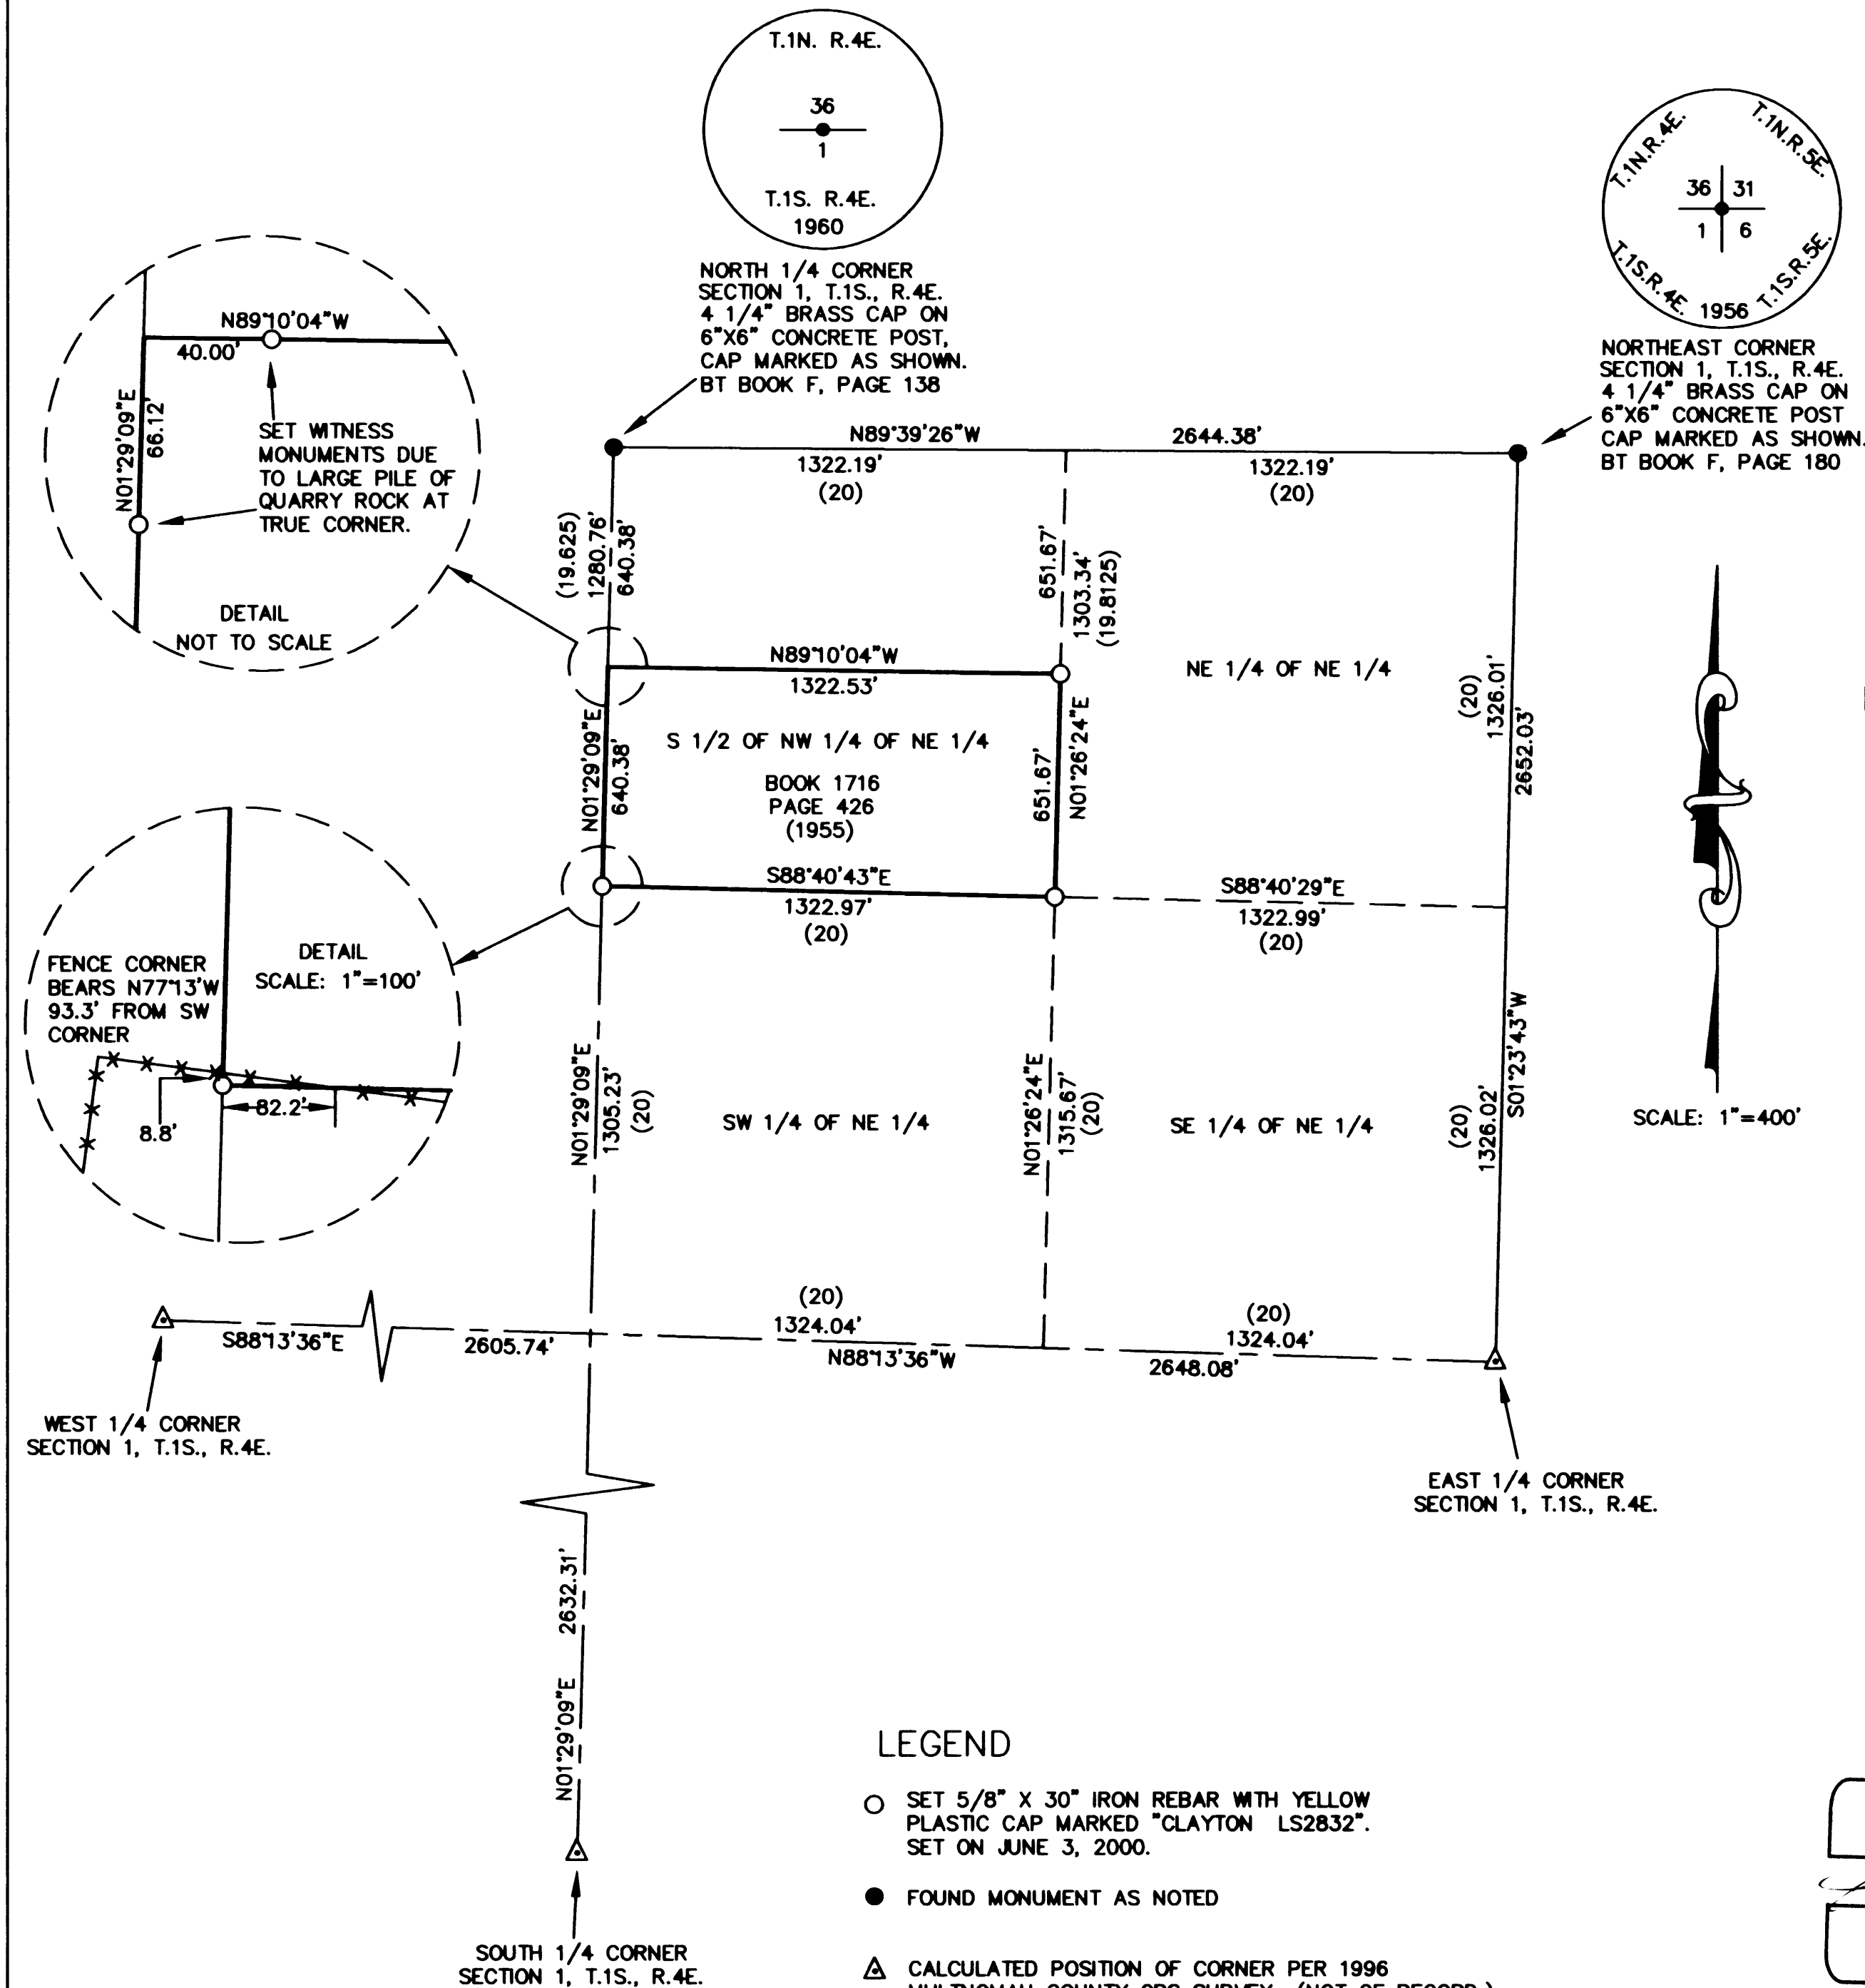 T.1N. R.4E.
36
1
T.1S. R.4E.
1960
NORTH 1/4 CORNER
SECTION 1, T.1S., R.4E.
4 1/4" BRASS CAP ON
6"X6" CONCRETE POST,
CAP MARKED AS SHOWN.
BT BOOK F, PAGE 138
T.1N.R.4E.
T.1N.R.5E.
36
31
1
6
T.1S.R.4E.
1956
T.1S.R.5E.
NORTHEAST CORNER
SECTION 1, T.1S., R.4E.
4 1/4" BRASS CAP ON
6"X6" CONCRETE POST
CAP MARKED AS SHOWN.
BT BOOK F, PAGE 180
N89°10'04"W
40.00'
N01°29'09"E
66.12'
SET WITNESS
MONUMENTS DUE
TO LARGE PILE OF
QUARRY ROCK AT
TRUE CORNER.
DETAIL
NOT TO SCALE
N89°39'26"W
2644.38'
1322.19'
(20)
1322.19'
(20)
(19.625)
1280.76'
640.38'
651.67'
1303.34'
(19.8125)
N89°10'04"W
1322.53'
NE 1/4 OF NE 1/4
(20)
1326.01'
2652.03'
N01°29'09"E
640.38'
S 1/2 OF NW 1/4 OF NE 1/4
BOOK 1716
PAGE 426
(1955)
651.67'
N01°26'24"E
S88°40'43"E
1322.97'
(20)
S88°40'29"E
1322.99'
(20)
FENCE CORNER
BEARS N77°13'W
93.3' FROM SW
CORNER
DETAIL
SCALE: 1"=100'
82.2'
8.8'
N01°29'09"E
1305.23'
(20)
SW 1/4 OF NE 1/4
N01°26'24"E
1315.67'
(20)
SE 1/4 OF NE 1/4
(20)
1326.02'
S01°23'43"W
SCALE: 1"=400'
S88°13'36"E
2605.74'
(20)
1324.04'
N88°13'36"W
(20)
1324.04'
2648.08'
WEST 1/4 CORNER
SECTION 1, T.1S., R.4E.
EAST 1/4 CORNER
SECTION 1, T.1S., R.4E.
N01°29'09"E
2632.31'
SOUTH 1/4 CORNER
SECTION 1, T.1S., R.4E.
LEGEND
SET 5/8" X 30" IRON REBAR WITH YELLOW
PLASTIC CAP MARKED "CLAYTON LS2832".
SET ON JUNE 3, 2000.
FOUND MONUMENT AS NOTED
CALCULATED POSITION OF CORNER PER 1996
MULTNOMAH COUNTY GPS SURVEY. (NOT OF RECORD.)